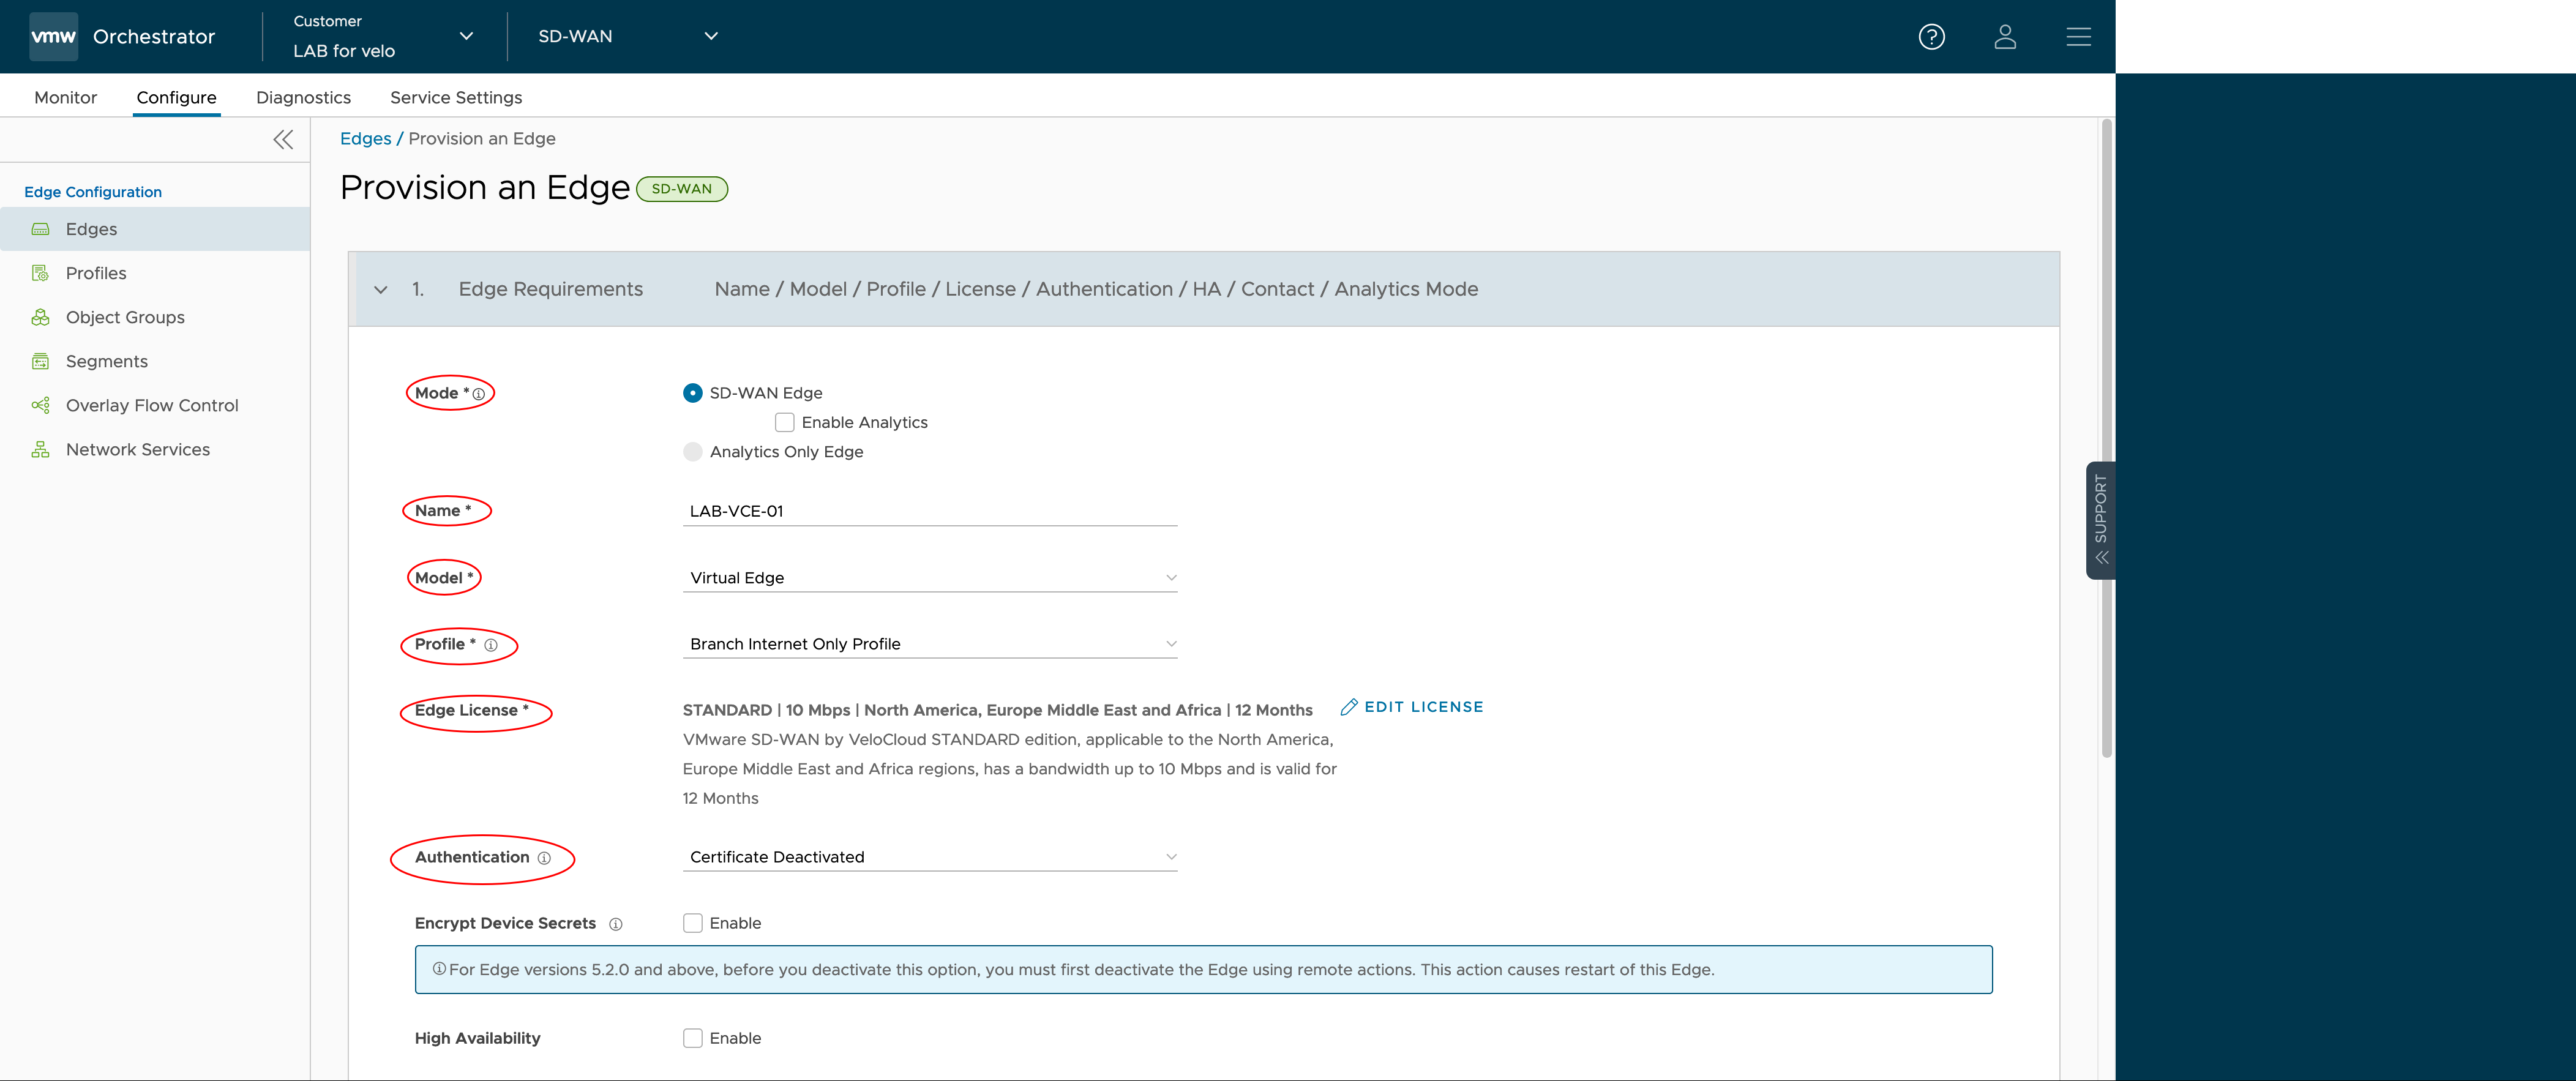 vmw Orchestrator
Customer
LAB for velo
SD-WAN
Monitor Configure Diagnostics Service Settings
Edges / Provision an Edge
Edge Configuration
Edges
Profiles
Object Groups
Segments
Overlay Flow Control
Network Services
Provision an Edge SD-WAN
1. Edge Requirements Name / Model / Profile / License / Authentication / HA / Contact / Analytics Mode
Mode * SD-WAN Edge
Enable Analytics
Analytics Only Edge
Name * LAB-VCE-01
Model * Virtual Edge
Profile * Branch Internet Only Profile
Edge License * STANDARD | 10 Mbps | North America, Europe Middle East and Africa | 12 Months EDIT LICENSE
VMware SD-WAN by VeloCloud STANDARD edition, applicable to the North America,
Europe Middle East and Africa regions, has a bandwidth up to 10 Mbps and is valid for
12 Months
Authentication Certificate Deactivated
Encrypt Device Secrets Enable
For Edge versions 5.2.0 and above, before you deactivate this option, you must first deactivate the Edge using remote actions. This action causes restart of this Edge.
High Availability Enable
SUPPORT